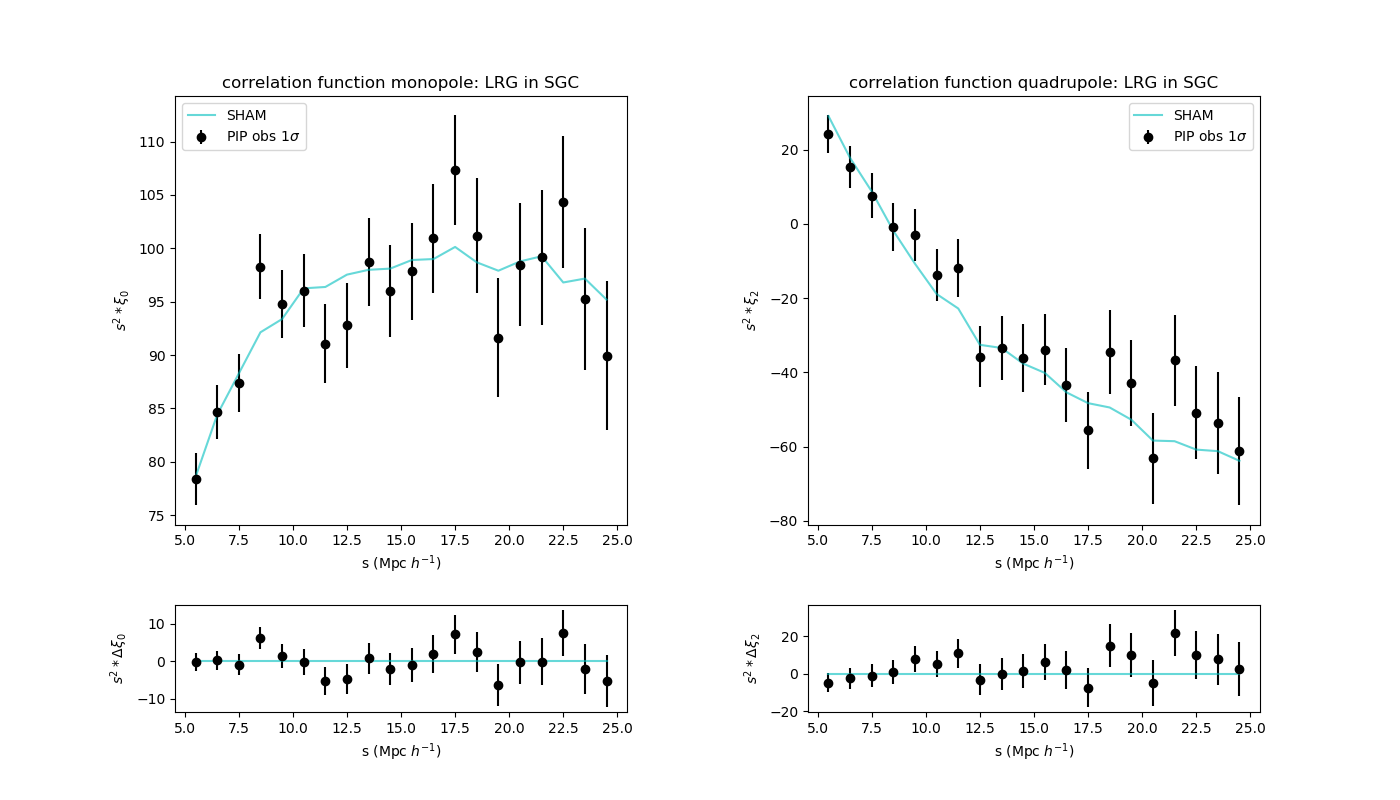 correlation function monopole: LRG in SGC
SHAM
PIP obs 1σ
s² * ξ₀
110
105
100
95
90
85
80
75
5.0 7.5 10.0 12.5 15.0 17.5 20.0 22.5 25.0
s (Mpc h⁻¹)
correlation function quadrupole: LRG in SGC
SHAM
PIP obs 1σ
s² * ξ₂
20
0
−20
−40
−60
−80
5.0 7.5 10.0 12.5 15.0 17.5 20.0 22.5 25.0
s (Mpc h⁻¹)
s² * Δξ₀
10
0
−10
5.0 7.5 10.0 12.5 15.0 17.5 20.0 22.5 25.0
s (Mpc h⁻¹)
s² * Δξ₂
20
0
−20
5.0 7.5 10.0 12.5 15.0 17.5 20.0 22.5 25.0
s (Mpc h⁻¹)